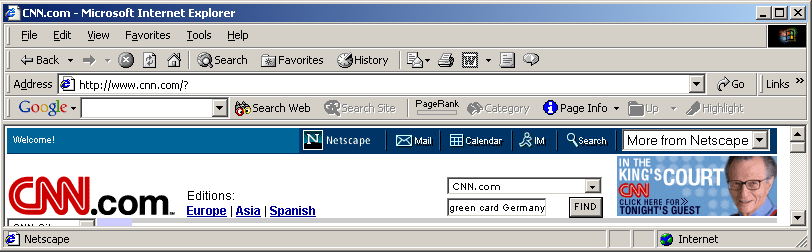 CNN.com - Microsoft Internet Explorer
File Edit View Favorites Tools Help
Back Search Favorites History
Address http://www.cnn.com/? Go Links »
Google Search Web Search Site PageRank Category Page Info Up Highlight
Welcome! N Netscape Mail Calendar IM Search More from Netscape
CNN.com
Editions:
Europe | Asia | Spanish
CNN.com
green card Germany FIND
IN THE
KING'S COURT
CNN
CLICK HERE FOR
TONIGHT'S GUEST
Netscape Internet